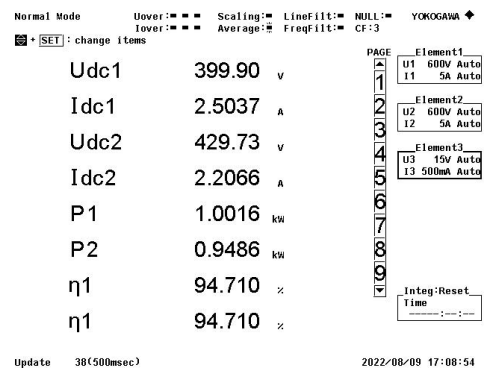 Normal Mode Uover:■ ■ ■ Scaling:■ LineFilt:■ NULL:■ YOKOGAWA ◆
Iover:■ ■ ■ Average:■ FreqFilt:■ CF:3
+ SET : change items
PAGE
Udc1 399.90 V
Idc1 2.5037 A
Udc2 429.73 V
Idc2 2.2066 A
P1 1.0016 kW
P2 0.9486 kW
η1 94.710 %
η1 94.710 %
1
2
3
4
5
6
7
8
9
Element1
U1 600V Auto
I1 5A Auto
Element2
U2 600V Auto
I2 5A Auto
Element3
U3 15V Auto
I3 500mA Auto
Integ:Reset
Time
-----:--:--
Update 38(500msec) 2022/08/09 17:08:54